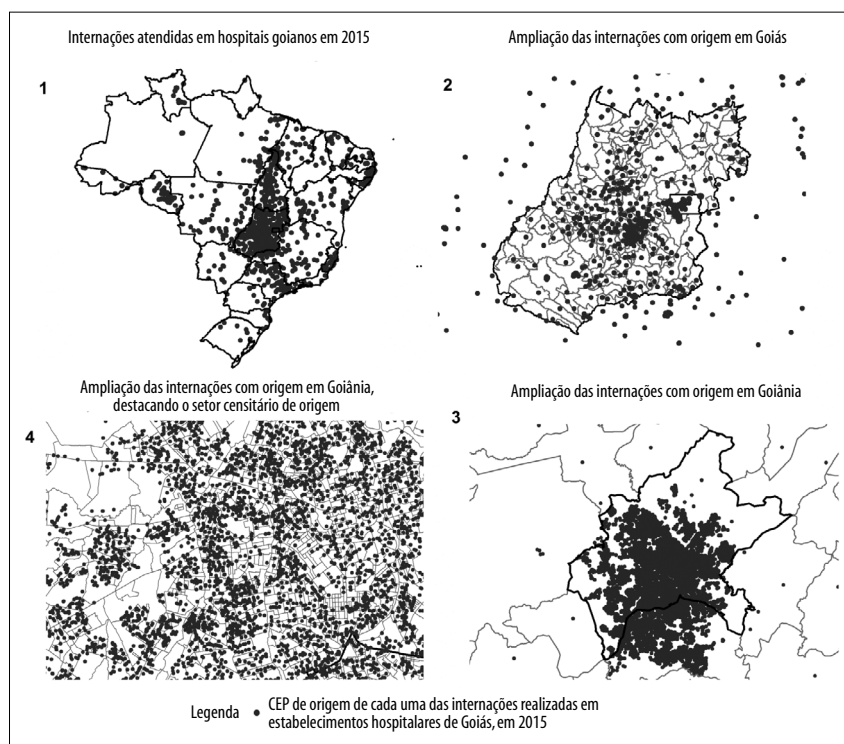 Internações atendidas em hospitais goianos em 2015
1
Ampliação das internações com origem em Goiás
2
Ampliação das internações com origem em Goiânia,
destacando o setor censitário de origem
4
Ampliação das internações com origem em Goiânia
3
Legenda • CEP de origem de cada uma das internações realizadas em
estabelecimentos hospitalares de Goiás, em 2015